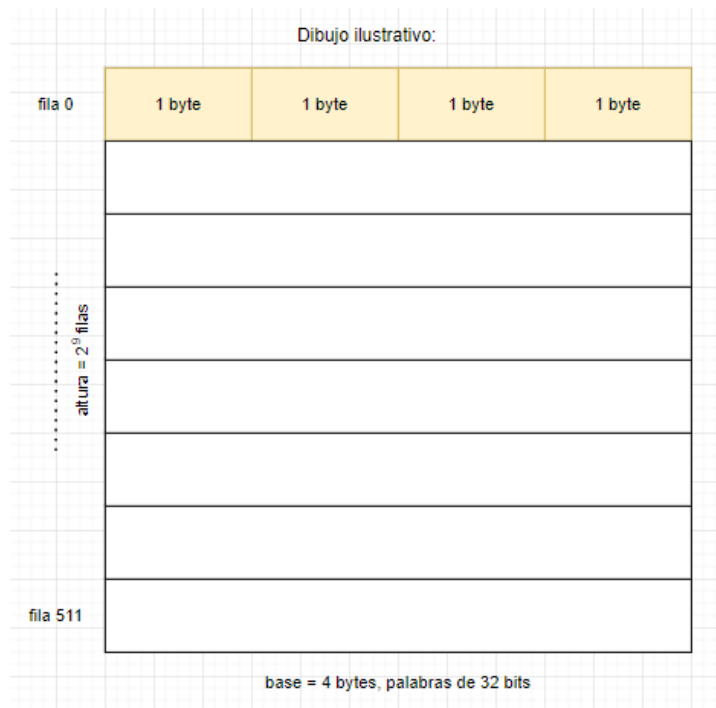 Dibujo ilustrativo:
fila 0
1 byte
1 byte
1 byte
1 byte
altura = 2⁹ filas
fila 511
base = 4 bytes, palabras de 32 bits